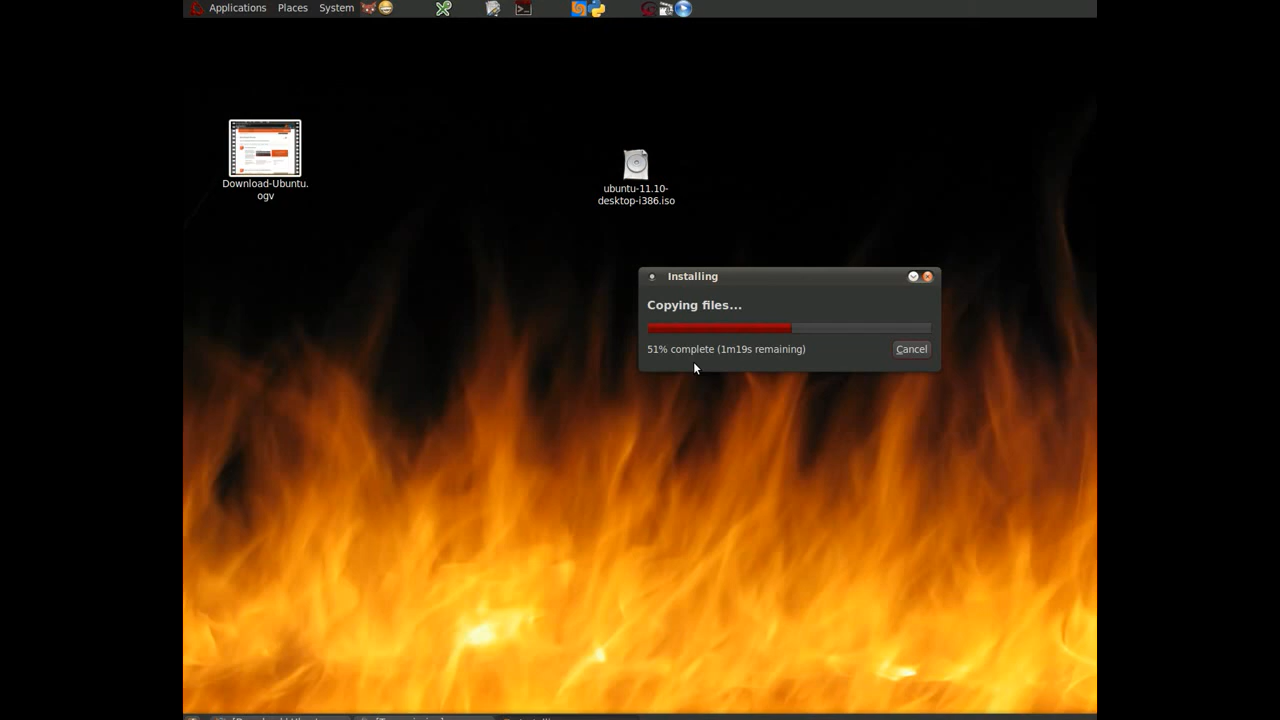 Applications Places System
Download-Ubuntu.
ogv
ubuntu-11.10-
desktop-i386.iso
Installing
Copying files...
51% complete (1m19s remaining)
Cancel